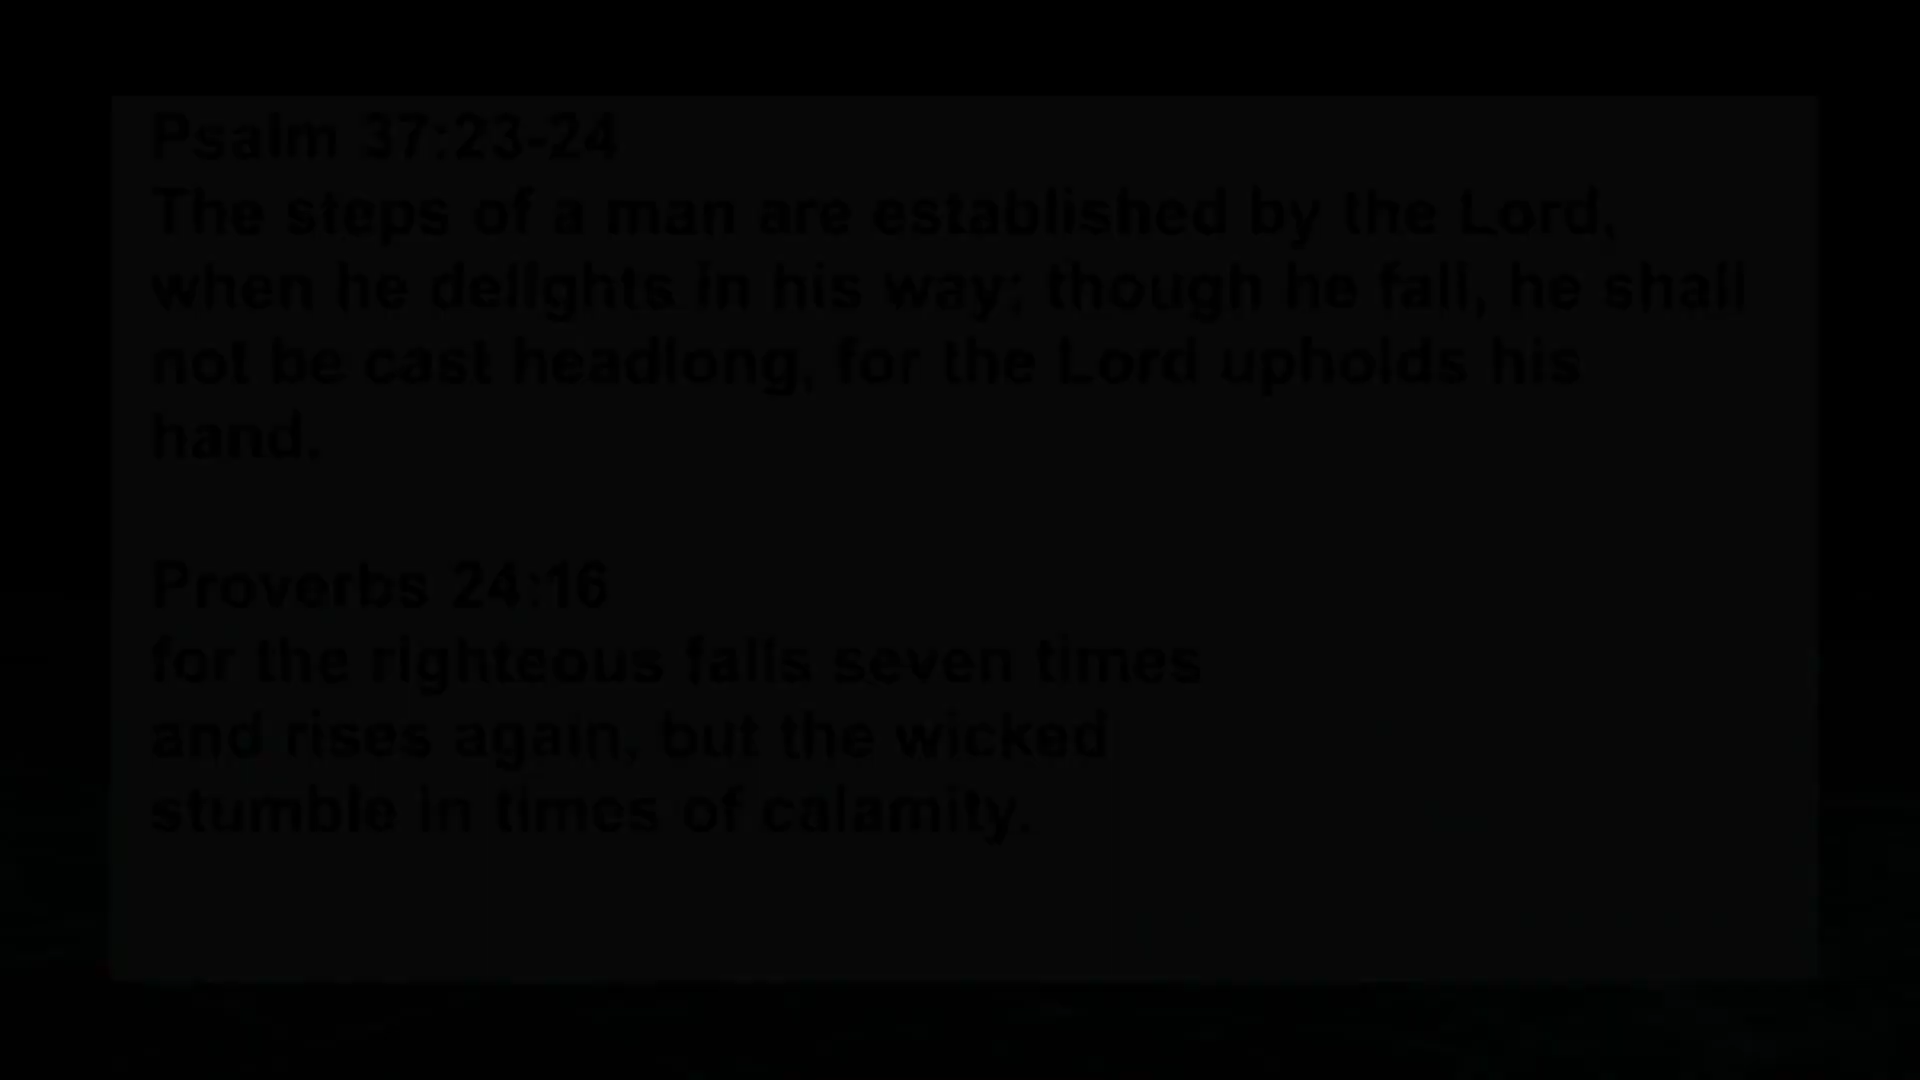 Psalm 37:23-24
The steps of a man are established by the Lord,
when he delights in his way; though he fall, he shall
not be cast headlong, for the Lord upholds his
hand.
Proverbs 24:16
for the righteous falls seven times
and rises again, but the wicked
stumble in times of calamity.